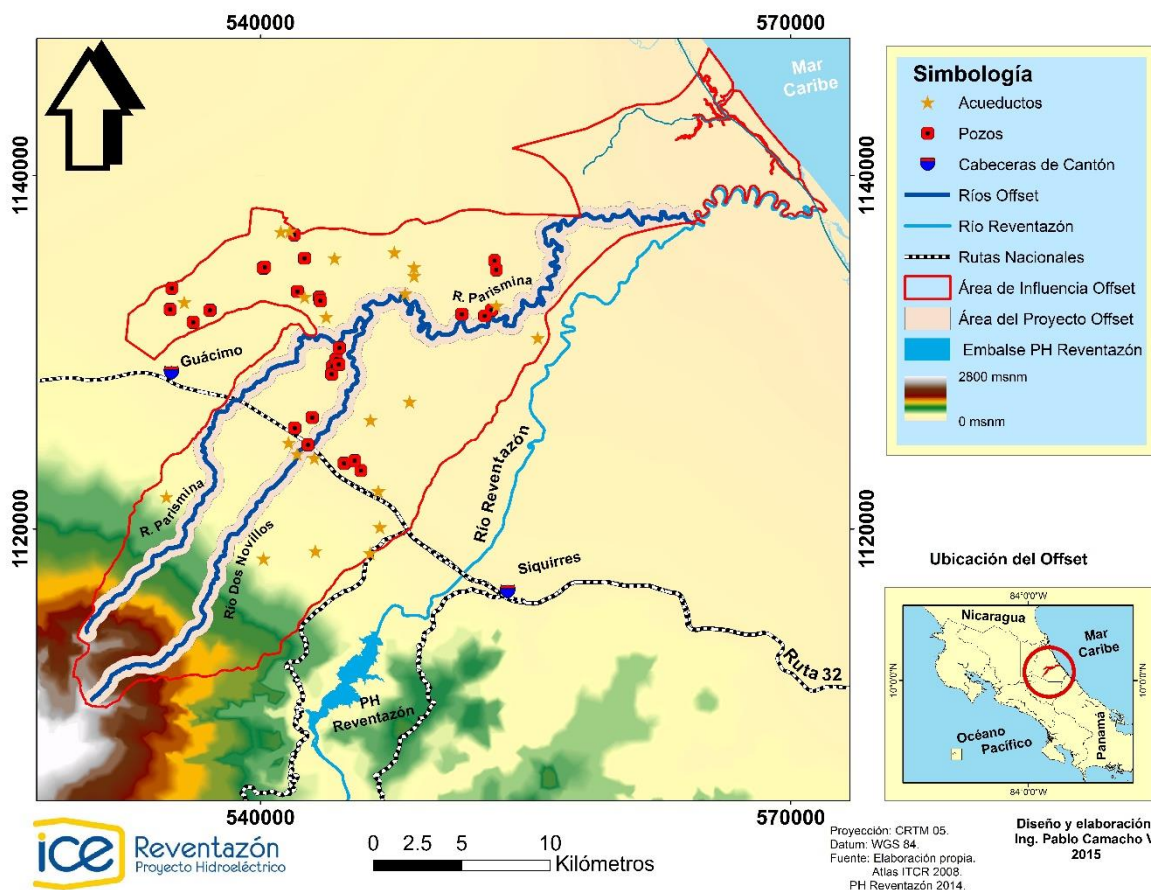 540000
570000
1140000
1120000
1140000
1120000
540000
570000
Mar
Caribe
R. Parismina
Guácimo
R. Parismina
Río Dos Novillos
Río Reventazón
Siquirres
Ruta 32
PH
Reventazón
Simbología
Acueductos
Pozos
Cabeceras de Cantón
Ríos Offset
Río Reventazón
Rutas Nacionales
Área de Influencia Offset
Área del Proyecto Offset
Embalse PH Reventazón
2800 msnm
0 msnm
Ubicación del Offset
84°0'0"W
Nicaragua
Mar
Caribe
10°0'0"N
10°0'0"N
Océano
Pacífico
Panamá
84°0'0"W
ice
Reventazón
Proyecto Hidroeléctrico
0 2.5 5 10
Kilómetros
Proyección: CRTM 05.
Datum: WGS 84.
Fuente: Elaboración propia.
Atlas ITCR 2008.
PH Reventazón 2014.
Diseño y elaboración
Ing. Pablo Camacho V
2015